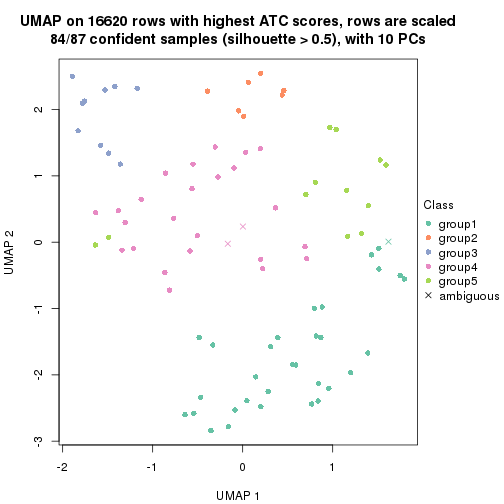 UMAP on 16620 rows with highest ATC scores, rows are scaled
84/87 confident samples (silhouette > 0.5), with 10 PCs
2
1
0
-1
-2
-3
UMAP 2
-2
-1
0
1
UMAP 1
Class
group1
group2
group3
group4
group5
ambiguous